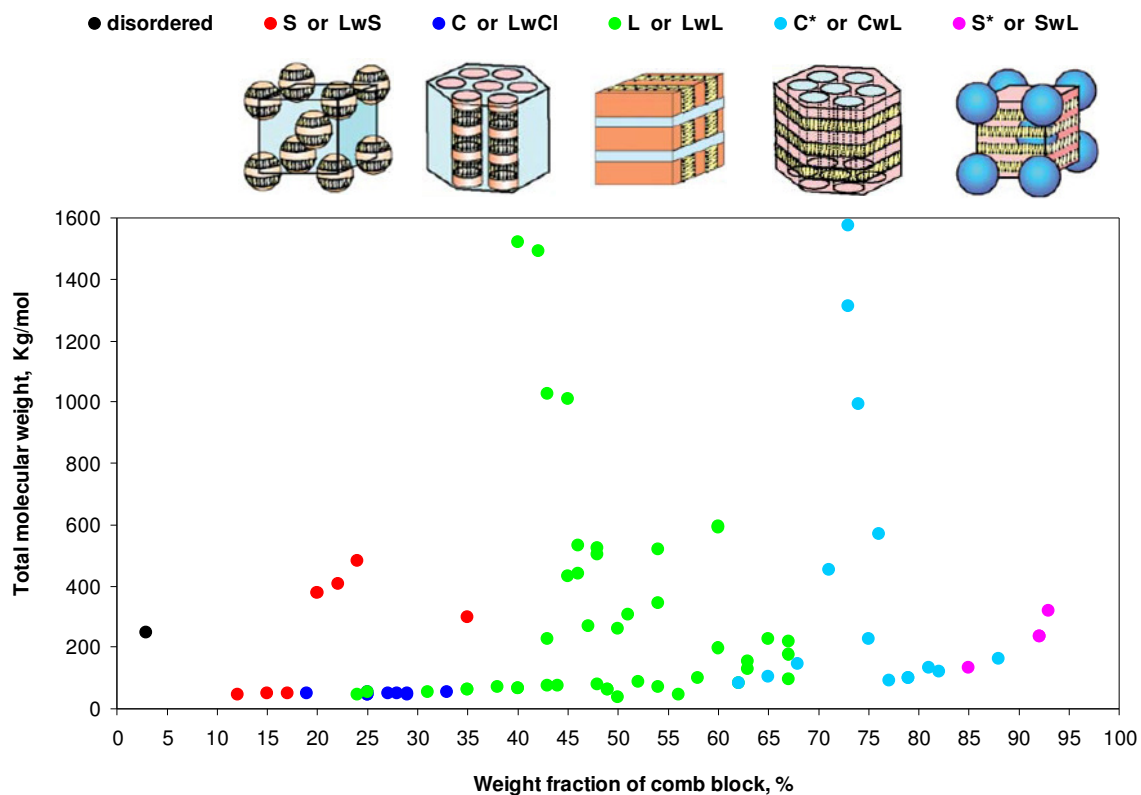 disordered S or LwS C or LwCl L or LwL C* or CwL S* or SwL
Total molecular weight, Kg/mol
1600
1400
1200
1000
800
600
400
200
0
0 5 10 15 20 25 30 35 40 45 50 55 60 65 70 75 80 85 90 95 100
Weight fraction of comb block, %